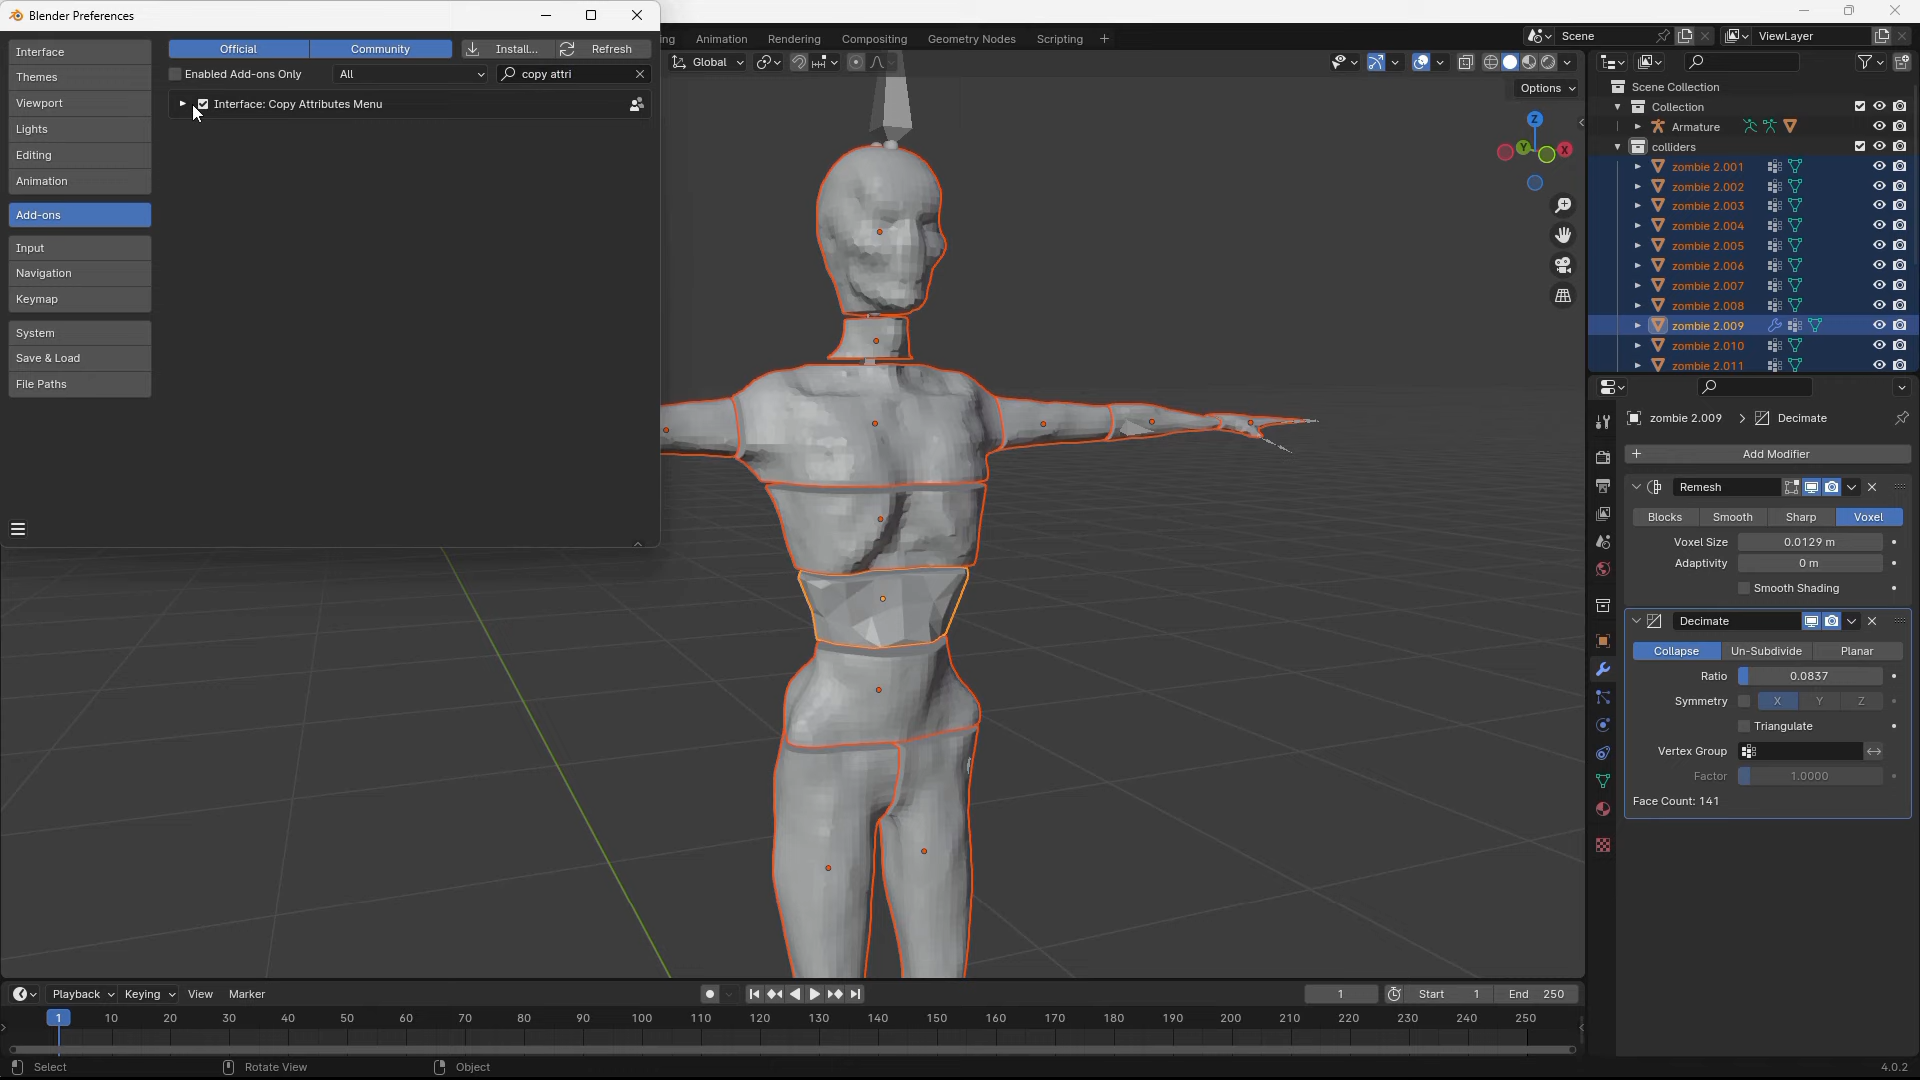 Blender Preferences
Interface
Themes
Viewport
Lights
Editing
Animation
Add-ons
Input
Navigation
Keymap
System
Save & Load
File Paths
Official Community Install... Refresh
Enabled Add-ons Only All copy attri
Interface: Copy Attributes Menu
Animation Rendering Compositing Geometry Nodes Scripting +
Scene ViewLayer
Global
Options
Z
Y
X
Scene Collection
Collection
Armature
colliders
zombie 2.001
zombie 2.002
zombie 2.003
zombie 2.004
zombie 2.005
zombie 2.006
zombie 2.007
zombie 2.008
zombie 2.009
zombie 2.010
zombie 2.011
zombie 2.009 > Decimate
+ Add Modifier
Remesh
Blocks Smooth Sharp Voxel
Voxel Size 0.0129 m
Adaptivity 0 m
Smooth Shading
Decimate
Collapse Un-Subdivide Planar
Ratio 0.0837
Symmetry X Y Z
Triangulate
Vertex Group
Factor 1.0000
Face Count: 141
Playback Keying View Marker
1 Start 1 End 250
1 10 20 30 40 50 60 70 80 90 100 110 120 130 140 150 160 170 180 190 200 210 220 230 240 250
Select Rotate View Object
4.0.2